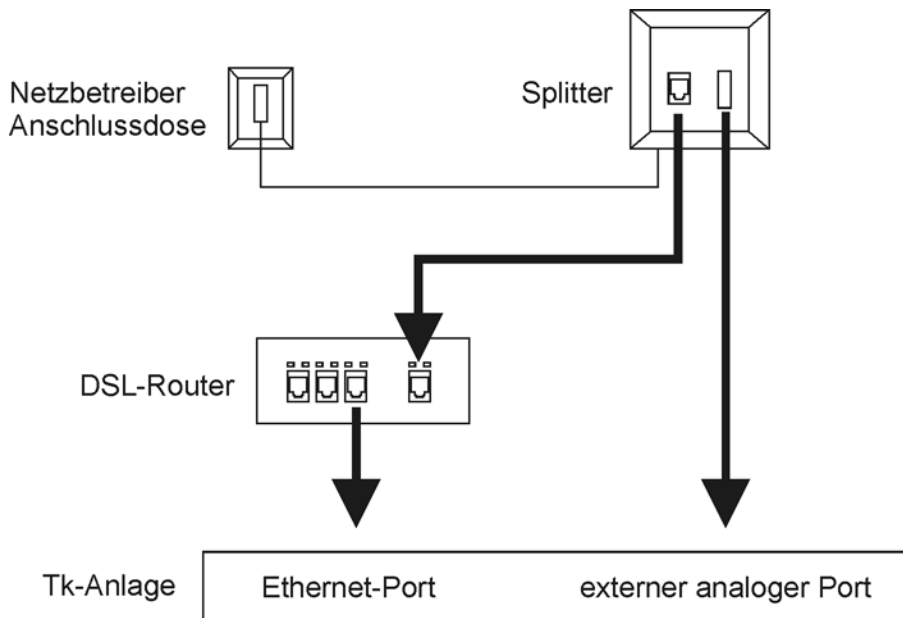 Netzbetreiber
Anschlussdose
Splitter
DSL-Router
Tk-Anlage
Ethernet-Port
externer analoger Port